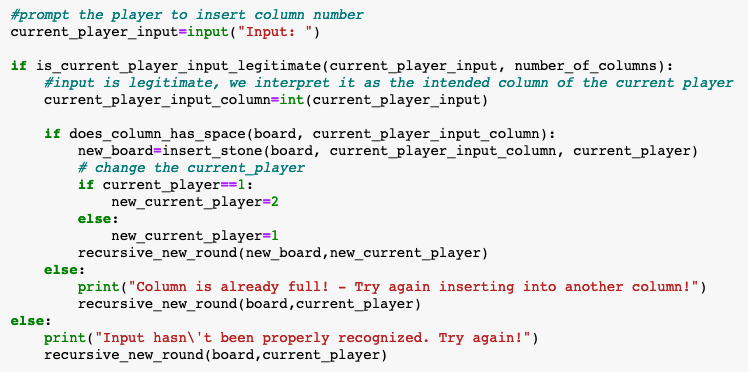 #prompt the player to insert column number
current_player_input=input("Input: ")
if is_current_player_input_legitimate(current_player_input, number_of_columns):
#input is legitimate, we interpret it as the intended column of the current player
current_player_input_column=int(current_player_input)
if does_column_has_space(board, current_player_input_column):
new_board=insert_stone(board, current_player_input_column, current_player)
# change the current_player
if current_player==1:
new_current_player=2
else:
new_current_player=1
recursive_new_round(new_board,new_current_player)
else:
print("Column is already full! - Try again inserting into another column!")
recursive_new_round(board,current_player)
else:
print("Input hasn\'t been properly recognized. Try again!")
recursive_new_round(board,current_player)